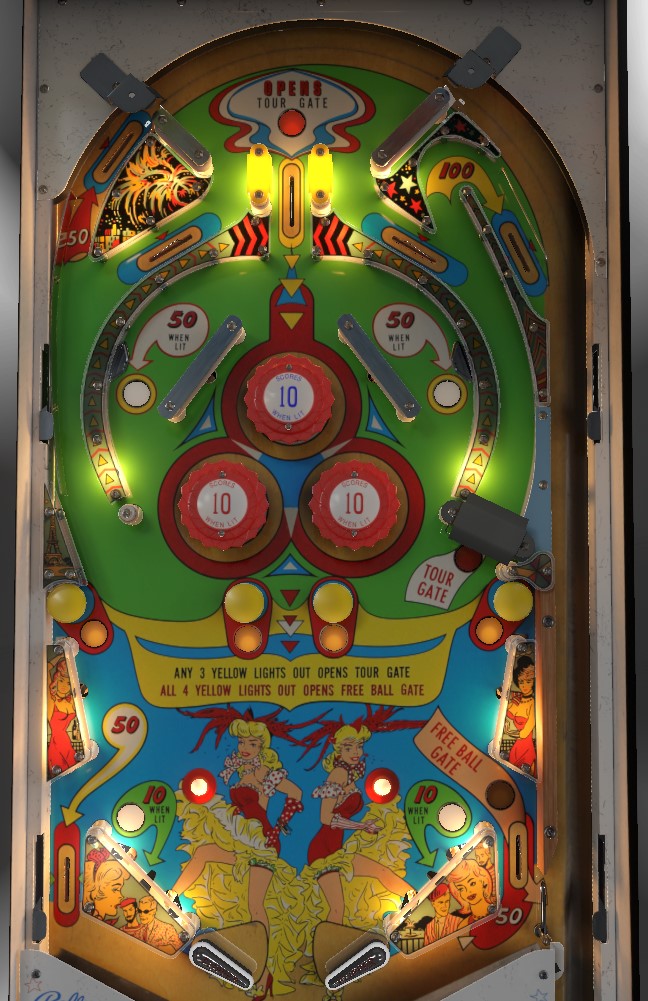 OPENS
TOUR GATE
100
250
50
WHEN
LIT
50
WHEN
LIT
SCORES
10
WHEN LIT
SCORES
10
WHEN LIT
SCORES
10
WHEN LIT
TOUR
GATE
ANY 3 YELLOW LIGHTS OUT OPENS TOUR GATE
ALL 4 YELLOW LIGHTS OUT OPENS FREE BALL GATE
50
FREE BALL
GATE
10
WHEN
LIT
10
WHEN
LIT
50
Bally